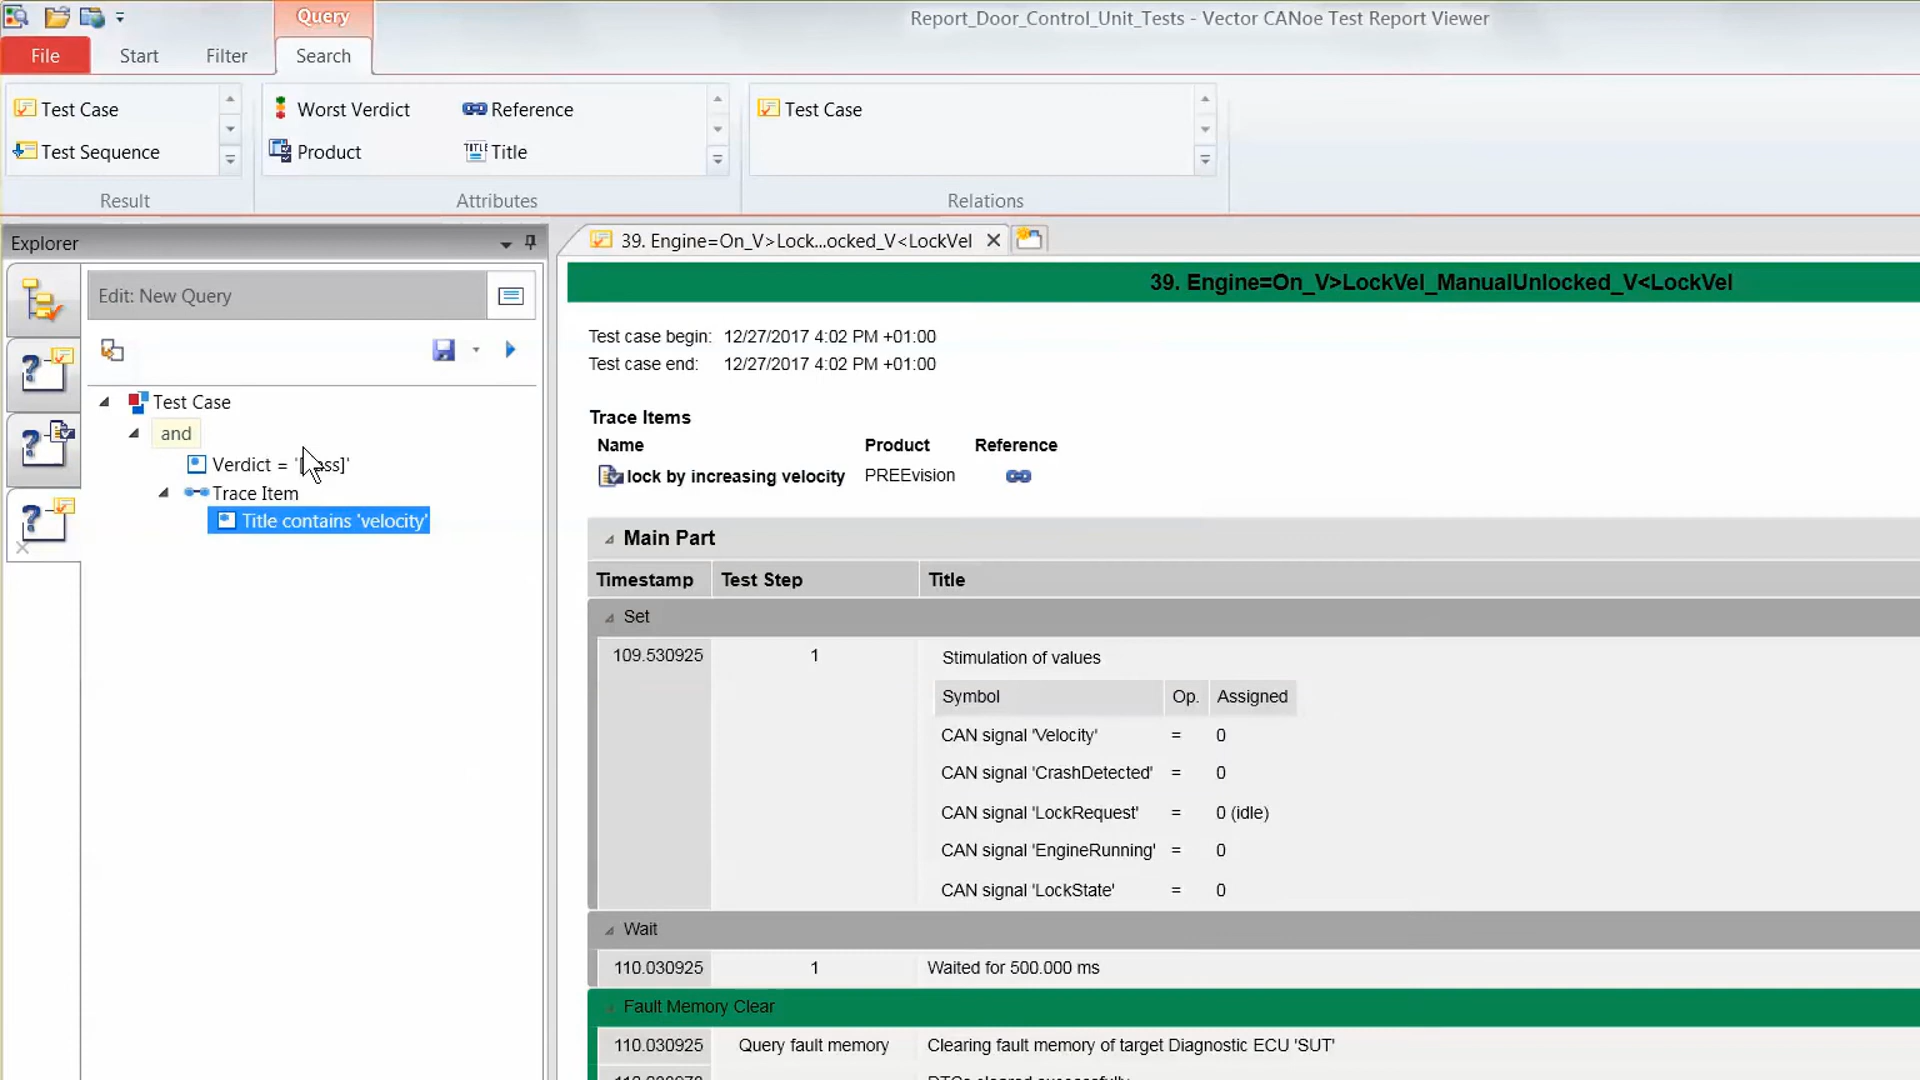 Query
Report_Door_Control_Unit_Tests - Vector CANoe Test Report Viewer
File Start Filter Search
Test Case
Test Sequence
Result
Worst Verdict Reference
Product TITLE Title
Attributes
Test Case
Relations
Explorer
Edit: New Query
Test Case
and
Verdict =
Trace Item
Title contains 'velocity'
39. Engine=On_V>Lock...ocked_V<LockVel
39. Engine=On_V>LockVel_ManualUnlocked_V<LockVel
Test case begin: 12/27/2017 4:02 PM +01:00
Test case end: 12/27/2017 4:02 PM +01:00
Trace Items
Name Product Reference
lock by increasing velocity PREEvision
Main Part
Timestamp Test Step Title
Set
109.530925 1 Stimulation of values
Symbol Op. Assigned
CAN signal 'Velocity' = 0
CAN signal 'CrashDetected' = 0
CAN signal 'LockRequest' = 0 (idle)
CAN signal 'EngineRunning' = 0
CAN signal 'LockState' = 0
Wait
110.030925 1 Waited for 500.000 ms
Fault Memory Clear
110.030925 Query fault memory Clearing fault memory of target Diagnostic ECU 'SUT'